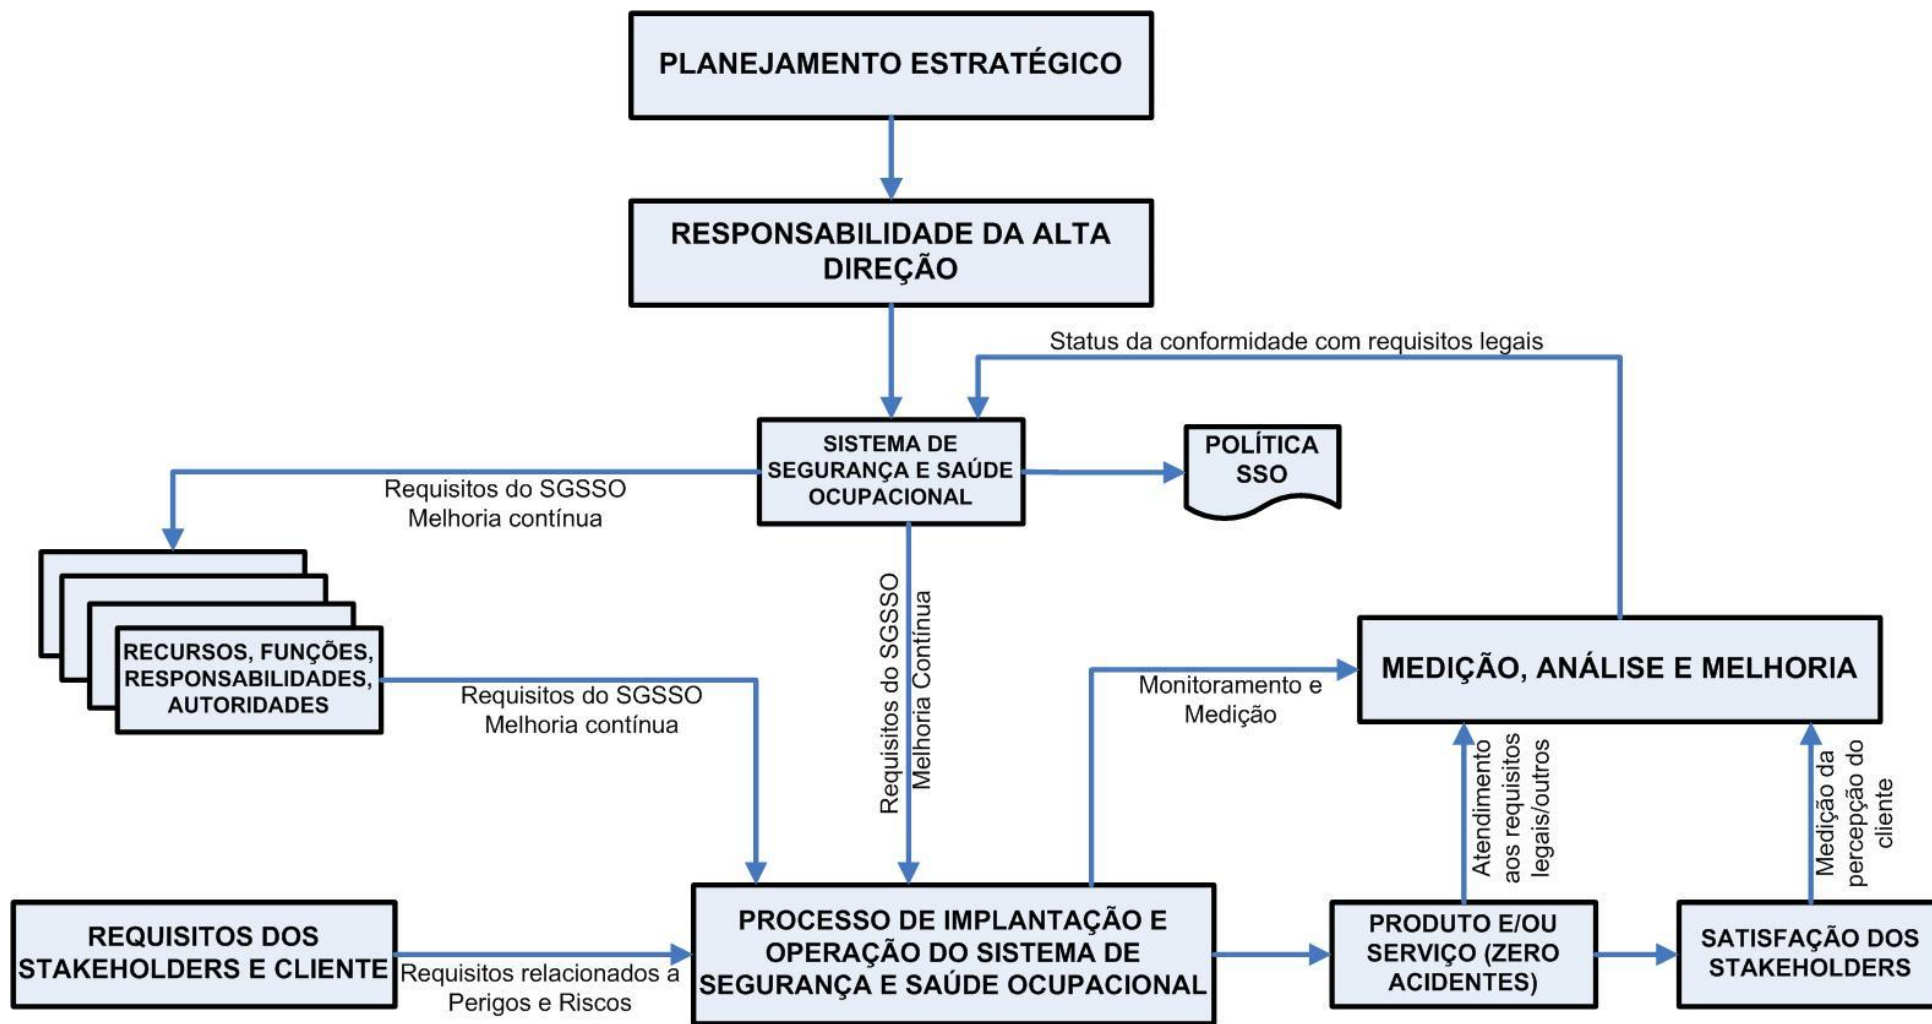 PLANEJAMENTO ESTRATÉGICO
RESPONSABILIDADE DA ALTA
DIREÇÃO
Status da conformidade com requisitos legais
SISTEMA DE
SEGURANÇA E SAÚDE
OCUPACIONAL
POLÍTICA
SSO
Requisitos do SGSSO
Melhoria contínua
RECURSOS, FUNÇÕES,
RESPONSABILIDADES,
AUTORIDADES
Requisitos do SGSSO
Melhoria contínua
Requisitos do SGSSO
Melhoria Contínua
Monitoramento e
Medição
MEDIÇÃO, ANÁLISE E MELHORIA
Atendimento
aos requisitos
legais/outros
Medição da
percepção do
cliente
REQUISITOS DOS
STAKEHOLDERS E CLIENTE
Requisitos relacionados a
Perigos e Riscos
PROCESSO DE IMPLANTAÇÃO E
OPERAÇÃO DO SISTEMA DE
SEGURANÇA E SAÚDE OCUPACIONAL
PRODUTO E/OU
SERVIÇO (ZERO
ACIDENTES)
SATISFAÇÃO DOS
STAKEHOLDERS